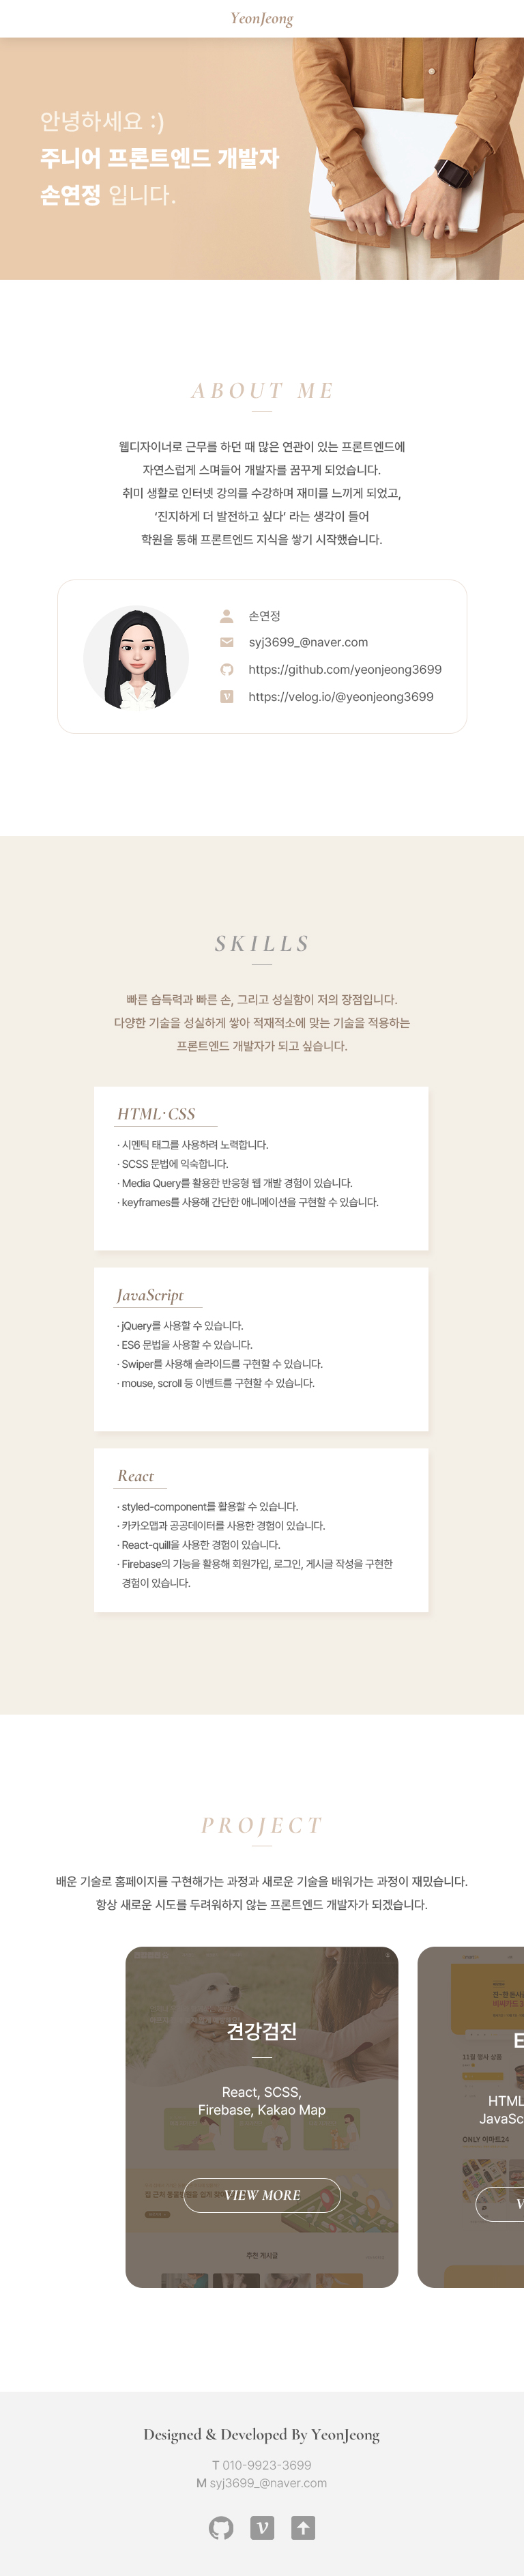 YeonJeong
안녕하세요 :)
주니어 프론트엔드 개발자
손연정 입니다.
ABOUT ME
웹디자이너로 근무를 하던 때 많은 연관이 있는 프론트엔드에
자연스럽게 스며들어 개발자를 꿈꾸게 되었습니다.
취미 생활로 인터넷 강의를 수강하며 재미를 느끼게 되었고,
‘진지하게 더 발전하고 싶다’ 라는 생각이 들어
학원을 통해 프론트엔드 지식을 쌓기 시작했습니다.
손연정
syj3699_@naver.com
https://github.com/yeonjeong3699
https://velog.io/@yeonjeong3699
SKILLS
빠른 습득력과 빠른 손, 그리고 성실함이 저의 장점입니다.
다양한 기술을 성실하게 쌓아 적재적소에 맞는 기술을 적용하는
프론트엔드 개발자가 되고 싶습니다.
HTML·CSS
· 시멘틱 태그를 사용하려 노력합니다.
· SCSS 문법에 익숙합니다.
· Media Query를 활용한 반응형 웹 개발 경험이 있습니다.
· keyframes를 사용해 간단한 애니메이션을 구현할 수 있습니다.
JavaScript
· jQuery를 사용할 수 있습니다.
· ES6 문법을 사용할 수 있습니다.
· Swiper를 사용해 슬라이드를 구현할 수 있습니다.
· mouse, scroll 등 이벤트를 구현할 수 있습니다.
React
· styled-component를 활용할 수 있습니다.
· 카카오맵과 공공데이터를 사용한 경험이 있습니다.
· React-quill을 사용한 경험이 있습니다.
· Firebase의 기능을 활용해 회원가입, 로그인, 게시글 작성을 구현한
경험이 있습니다.
PROJECT
배운 기술로 홈페이지를 구현해가는 과정과 새로운 기술을 배워가는 과정이 재밌습니다.
항상 새로운 시도를 두려워하지 않는 프론트엔드 개발자가 되겠습니다.
견강검진
React, SCSS,
Firebase, Kakao Map
VIEW MORE
추천 게시글
HTML
JavaSc
11월 행사 상품
ONLY 이마트24
V
Designed & Developed By YeonJeong
T 010-9923-3699
M syj3699_@naver.com